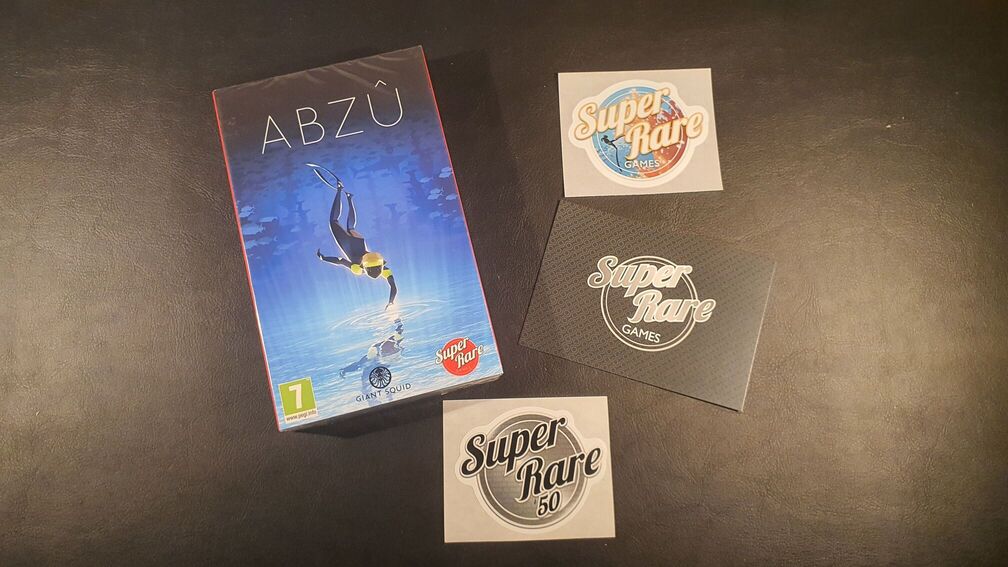 ABZÛ
Super
Rare
7
www.pegi.info
GIANT SQUID
Super
Rare
GAMES
Super
Rare
GAMES
Super
Rare
50